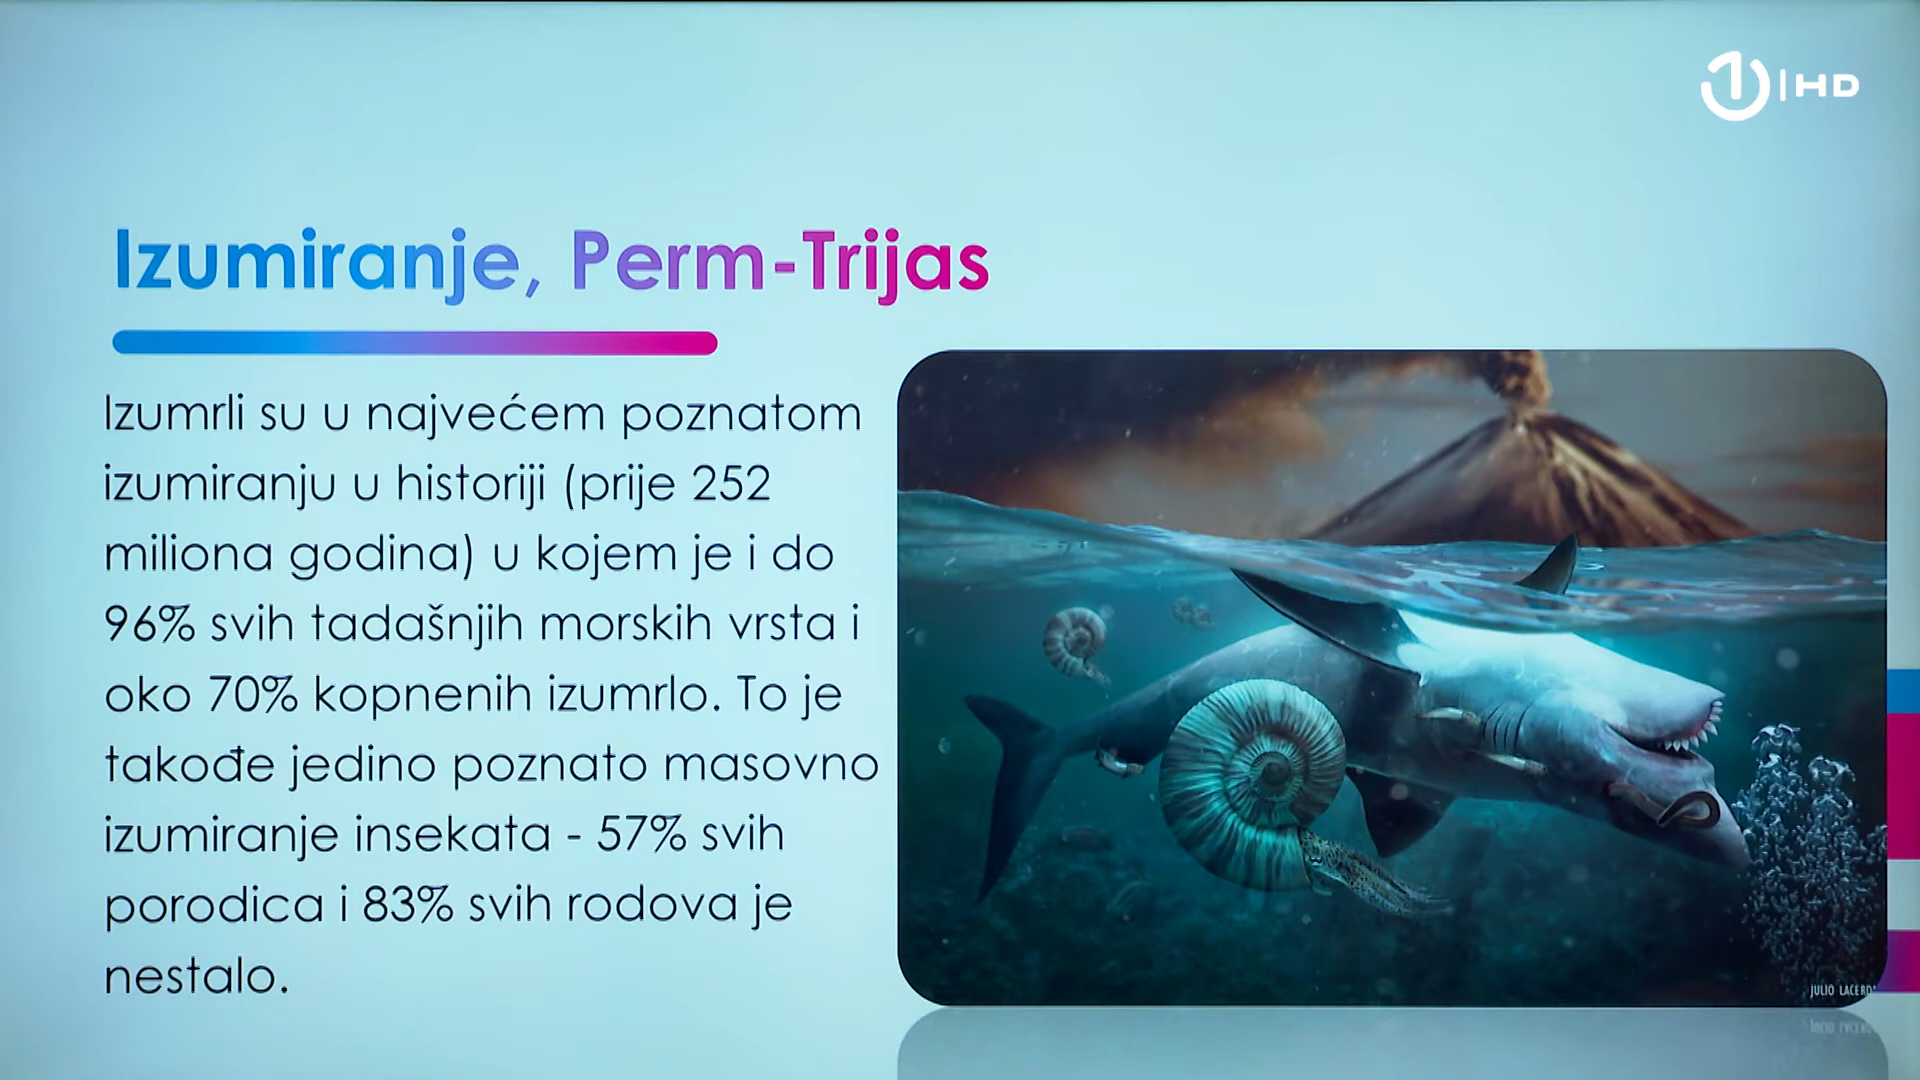 1 | HD
Izumiranje, Perm-Trijas
Izumrli su u najvećem poznatom
izumiranju u historiji (prije 252
miliona godina) u kojem je i do
96% svih tadašnjih morskih vrsta i
oko 70% kopnenih izumrlo. To je
takođe jedino poznato masovno
izumiranje insekata - 57% svih
porodica i 83% svih rodova je
nestalo.
JULIO LACERD